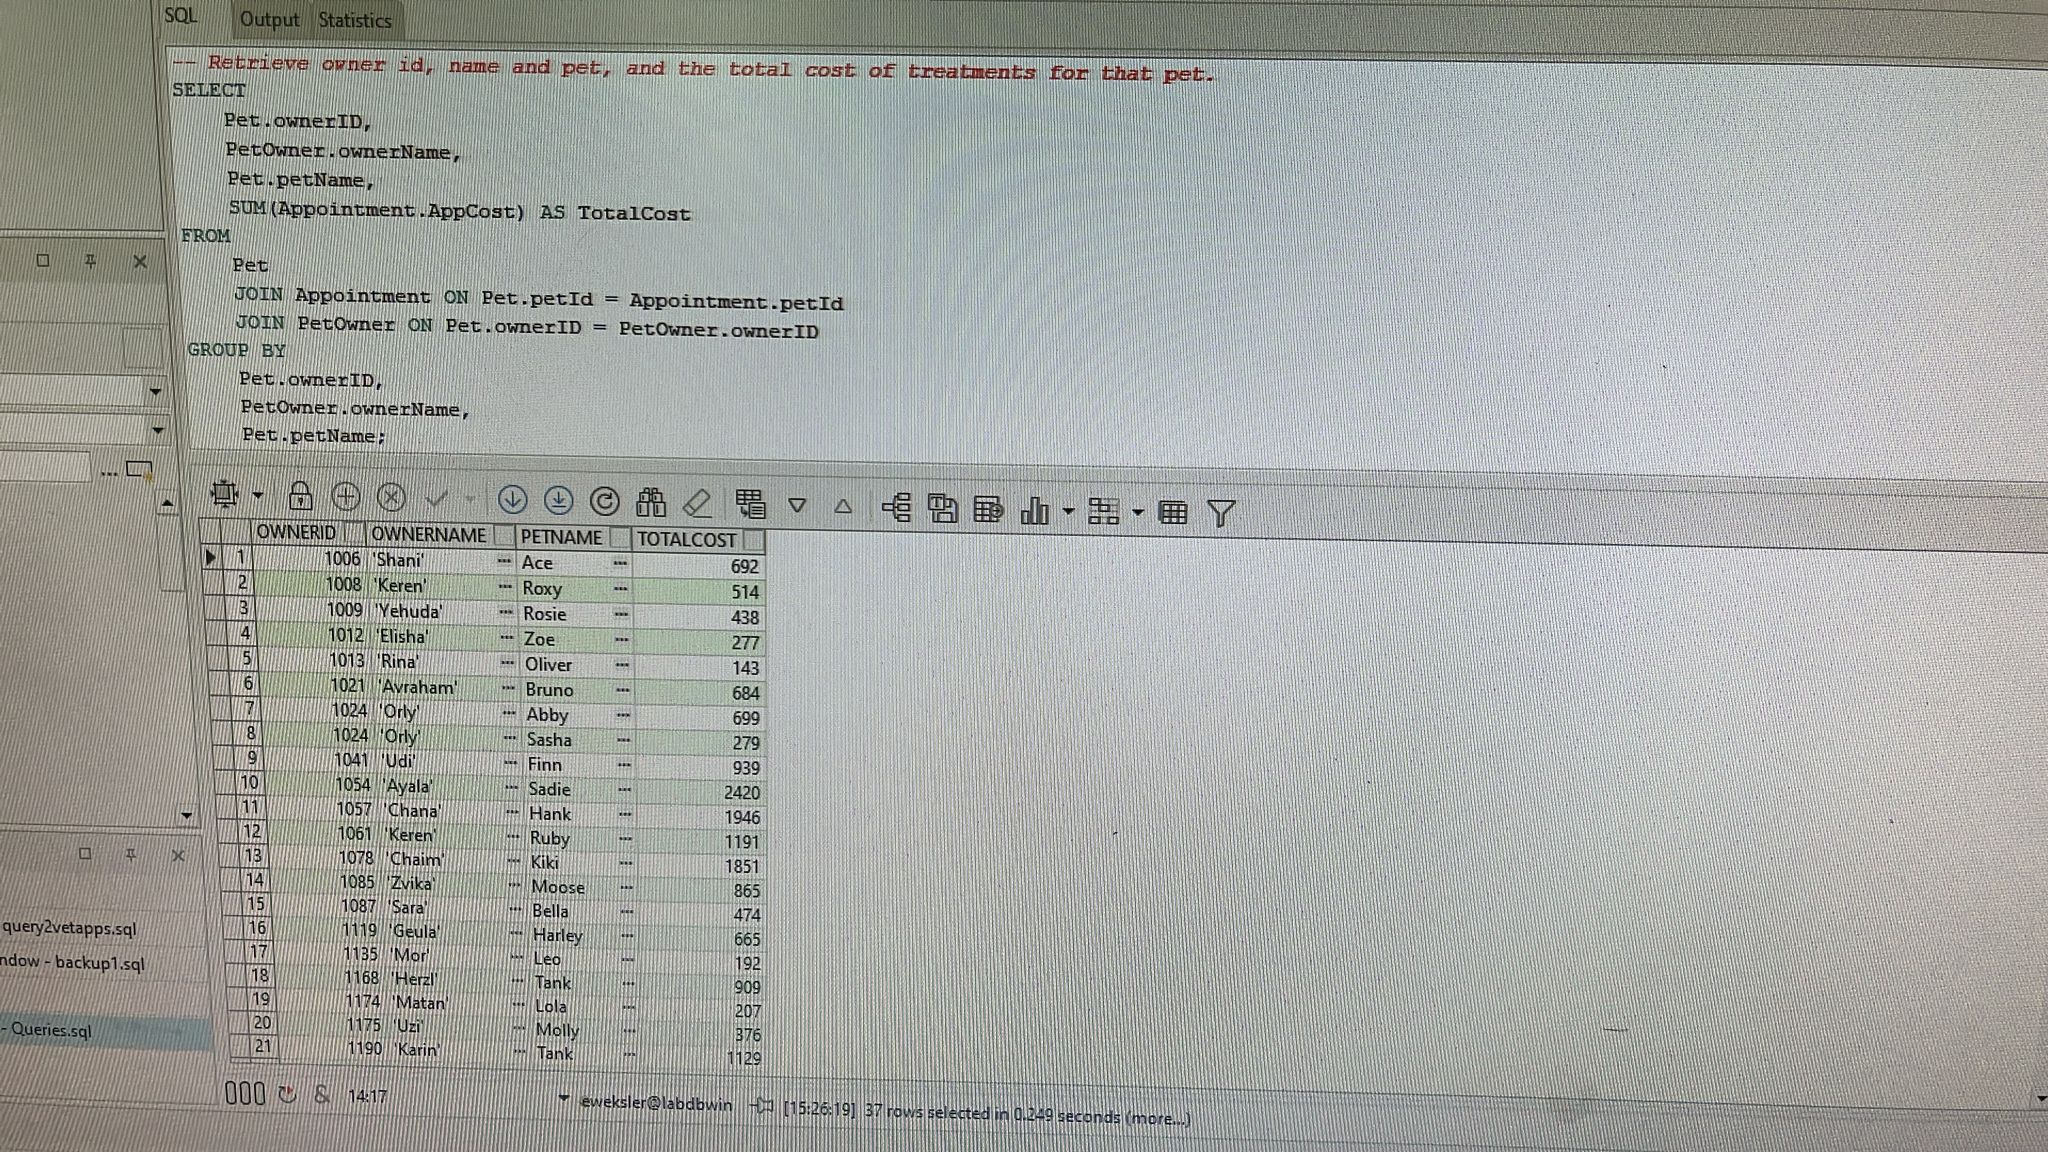 SQL Output Statistics
-- Retrieve owner id, name and pet, and the total cost of treatments for that pet.
SELECT
Pet.ownerID,
PetOwner.ownerName,
Pet.petName,
SUM(Appointment.AppCost) AS TotalCost
FROM
Pet
JOIN Appointment ON Pet.petId = Appointment.petId
JOIN PetOwner ON Pet.ownerID = PetOwner.ownerID
GROUP BY
Pet.ownerID,
PetOwner.ownerName,
Pet.petName;
OWNERID OWNERNAME PETNAME TOTALCOST
1 1006 'Shani' ... Ace ... 692
2 1008 'Keren' ... Roxy ... 514
3 1009 'Yehuda' ... Rosie ... 438
4 1012 'Elisha' ... Zoe ... 277
5 1013 'Rina' ... Oliver ... 143
6 1021 'Avraham' ... Bruno ... 684
7 1024 'Orly' ... Abby ... 699
8 1024 'Orly' ... Sasha ... 279
9 1041 'Udi' ... Finn ... 939
10 1054 'Ayala' ... Sadie ... 2420
11 1057 'Chana' ... Hank ... 1946
12 1061 'Keren' ... Ruby ... 1191
13 1078 'Chaim' ... Kiki ... 1851
14 1085 'Zvika' ... Moose ... 865
15 1087 'Sara' ... Bella ... 474
16 1119 'Geula' ... Harley ... 665
17 1135 'Mor' ... Leo ... 192
18 1168 'Herzl' ... Tank ... 909
19 1174 'Matan' ... Lola ... 207
20 1175 'Uzi' ... Molly ... 376
21 1190 'Karin' ... Tank ... 1129
query2vetapps.sql
ndow - backup1.sql
- Queries.sql
& 14:17 eweksler@labdbwin [15:26:19] 37 rows selected in 0.249 seconds (more...)